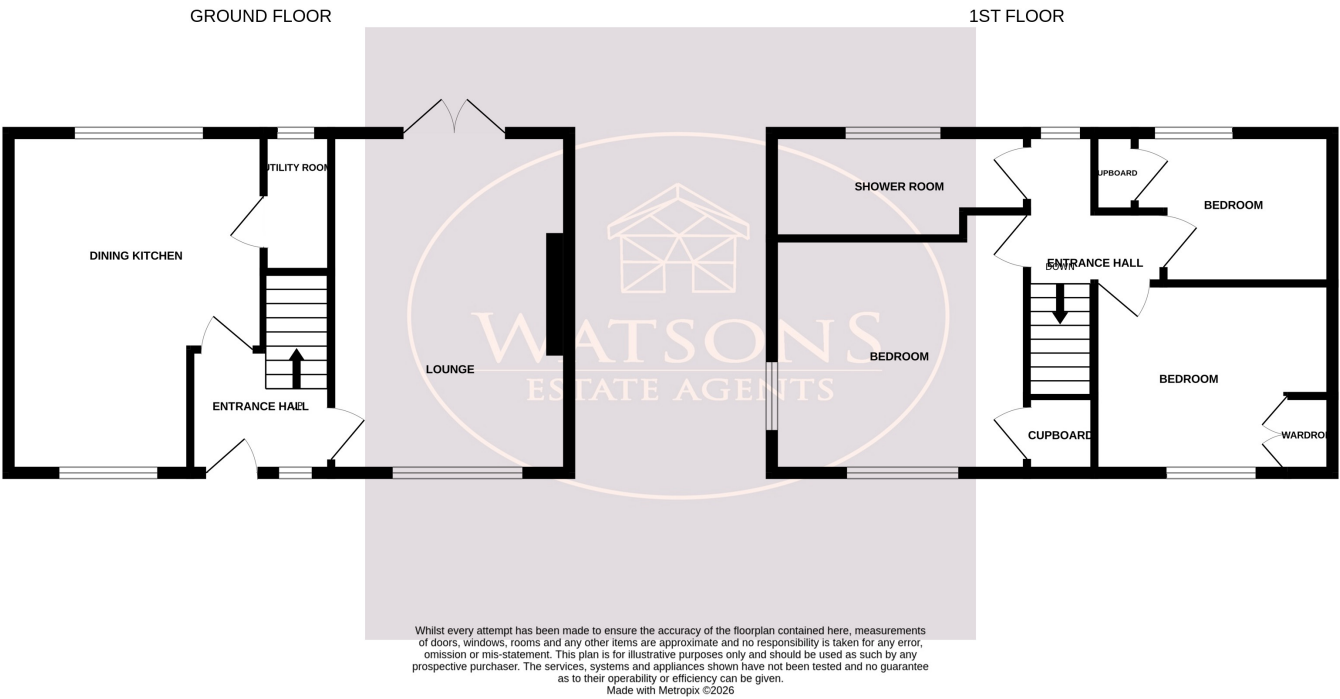 GROUND FLOOR
1ST FLOOR
UTILITY ROOM
DINING KITCHEN
LOUNGE
ENTRANCE HALL
SHOWER ROOM
UPBOARD
BEDROOM
ENTRANCE HALL
DOWN
BEDROOM
BEDROOM
CUPBOARD
WARDROB
WATSONS
ESTATE AGENTS
Whilst every attempt has been made to ensure the accuracy of the floorplan contained here, measurements
of doors, windows, rooms and any other items are approximate and no responsibility is taken for any error,
omission or mis-statement. This plan is for illustrative purposes only and should be used as such by any
prospective purchaser. The services, systems and appliances shown have not been tested and no guarantee
as to their operability or efficiency can be given.
Made with Metropix ©2026